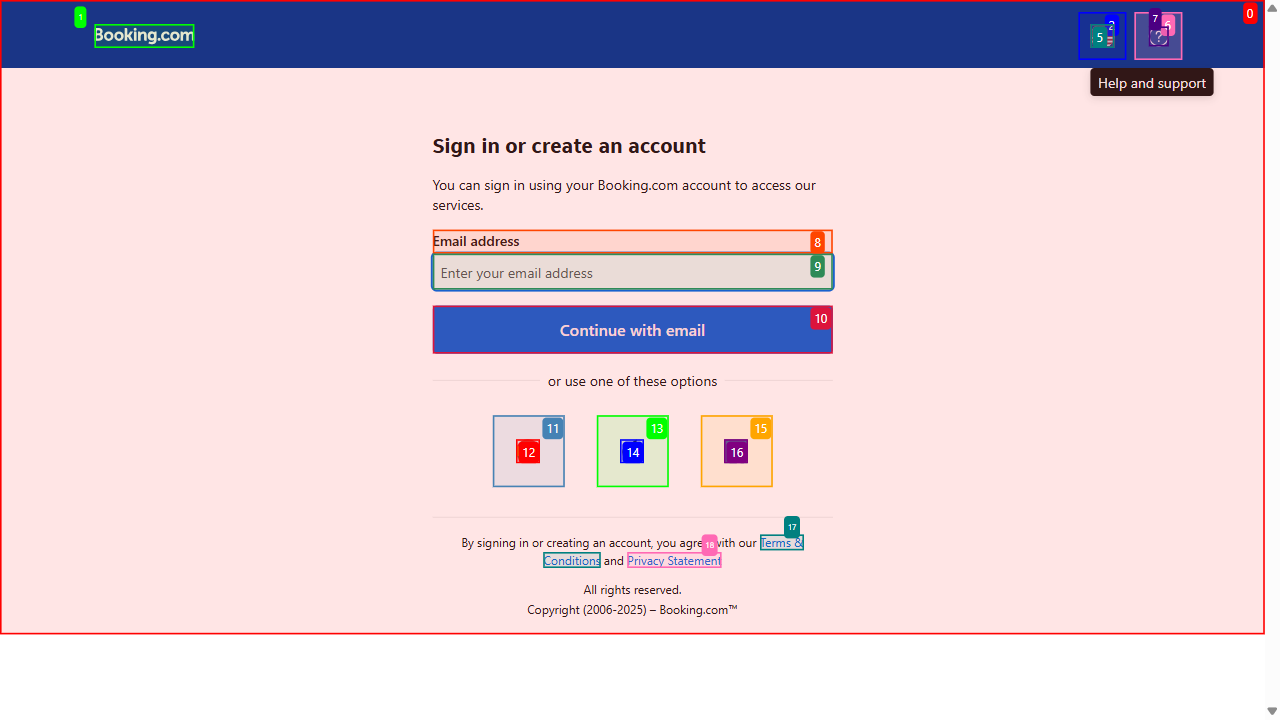 1
0
Booking.com
2
5
7
6
?
Help and support
Sign in or create an account
You can sign in using your Booking.com account to access our
services.
Email address
8
Enter your email address
9
Continue with email
10
or use one of these options
11
12
13
14
15
16
17
By signing in or creating an account, you agree with our Terms &
18
Conditions and Privacy Statement
All rights reserved.
Copyright (2006-2025) – Booking.com™